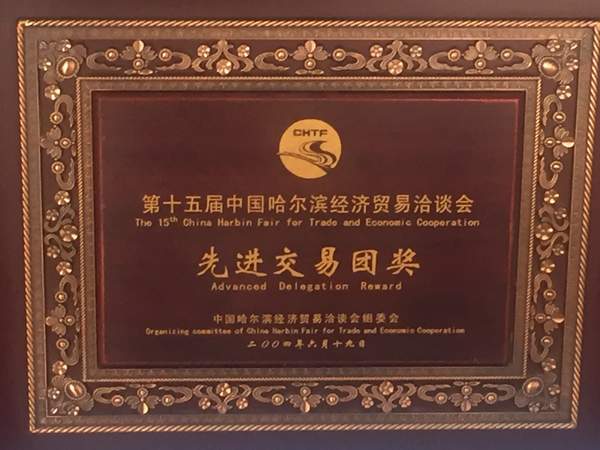 CHTF
第十五届中国哈尔滨经济贸易洽谈会
The 15th China Harbin Fair for Trade and Economic Cooperation
先进交易团奖
Advanced Delegation Reward
中国哈尔滨经济贸易洽谈会组委会
Organizing committee of China Harbin Fair for Trade and Economic Cooperation
二〇〇四年六月十九日